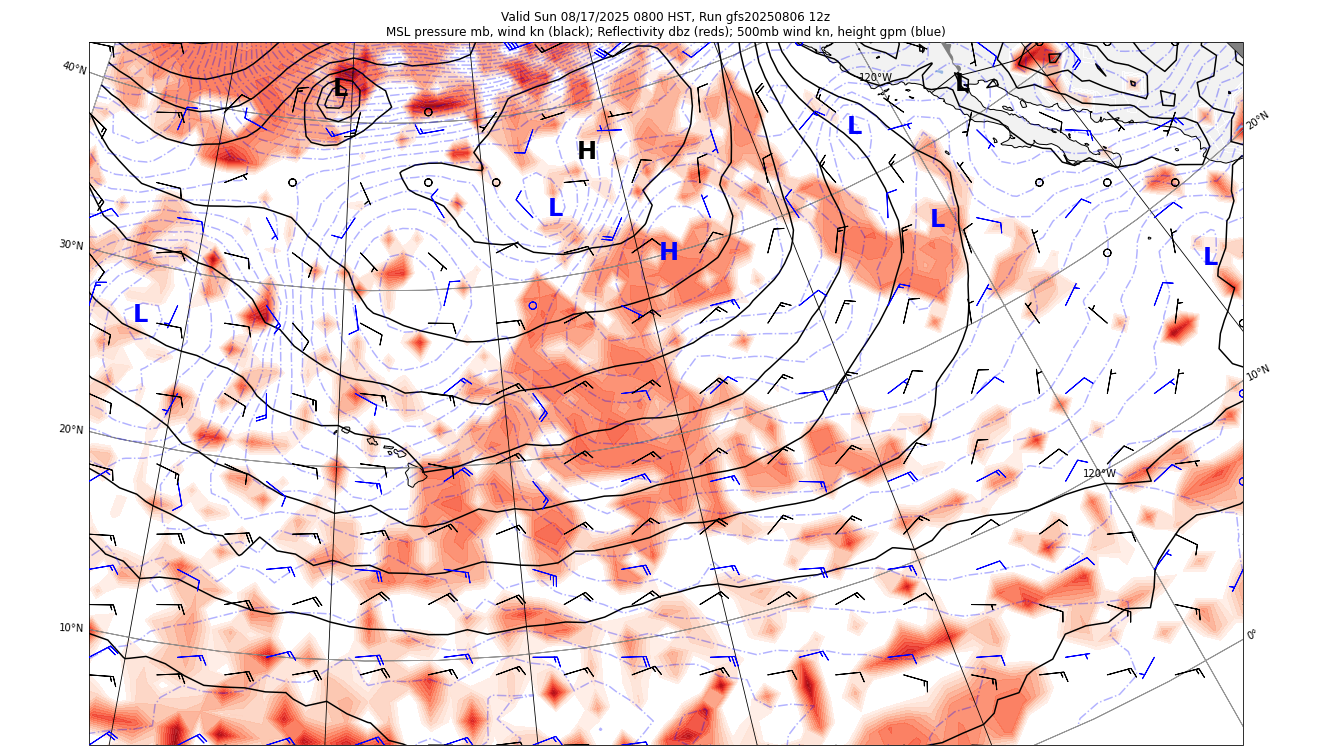 Valid Sun 08/17/2025 0800 HST, Run gfs20250806 12z
MSL pressure mb, wind kn (black); Reflectivity dbz (reds); 500mb wind kn, height gpm (blue)
40°N
120°W
L
L
20°N
L
H
L
L
30°N
H
L
L
10°N
20°N
120°W
10°N
0°